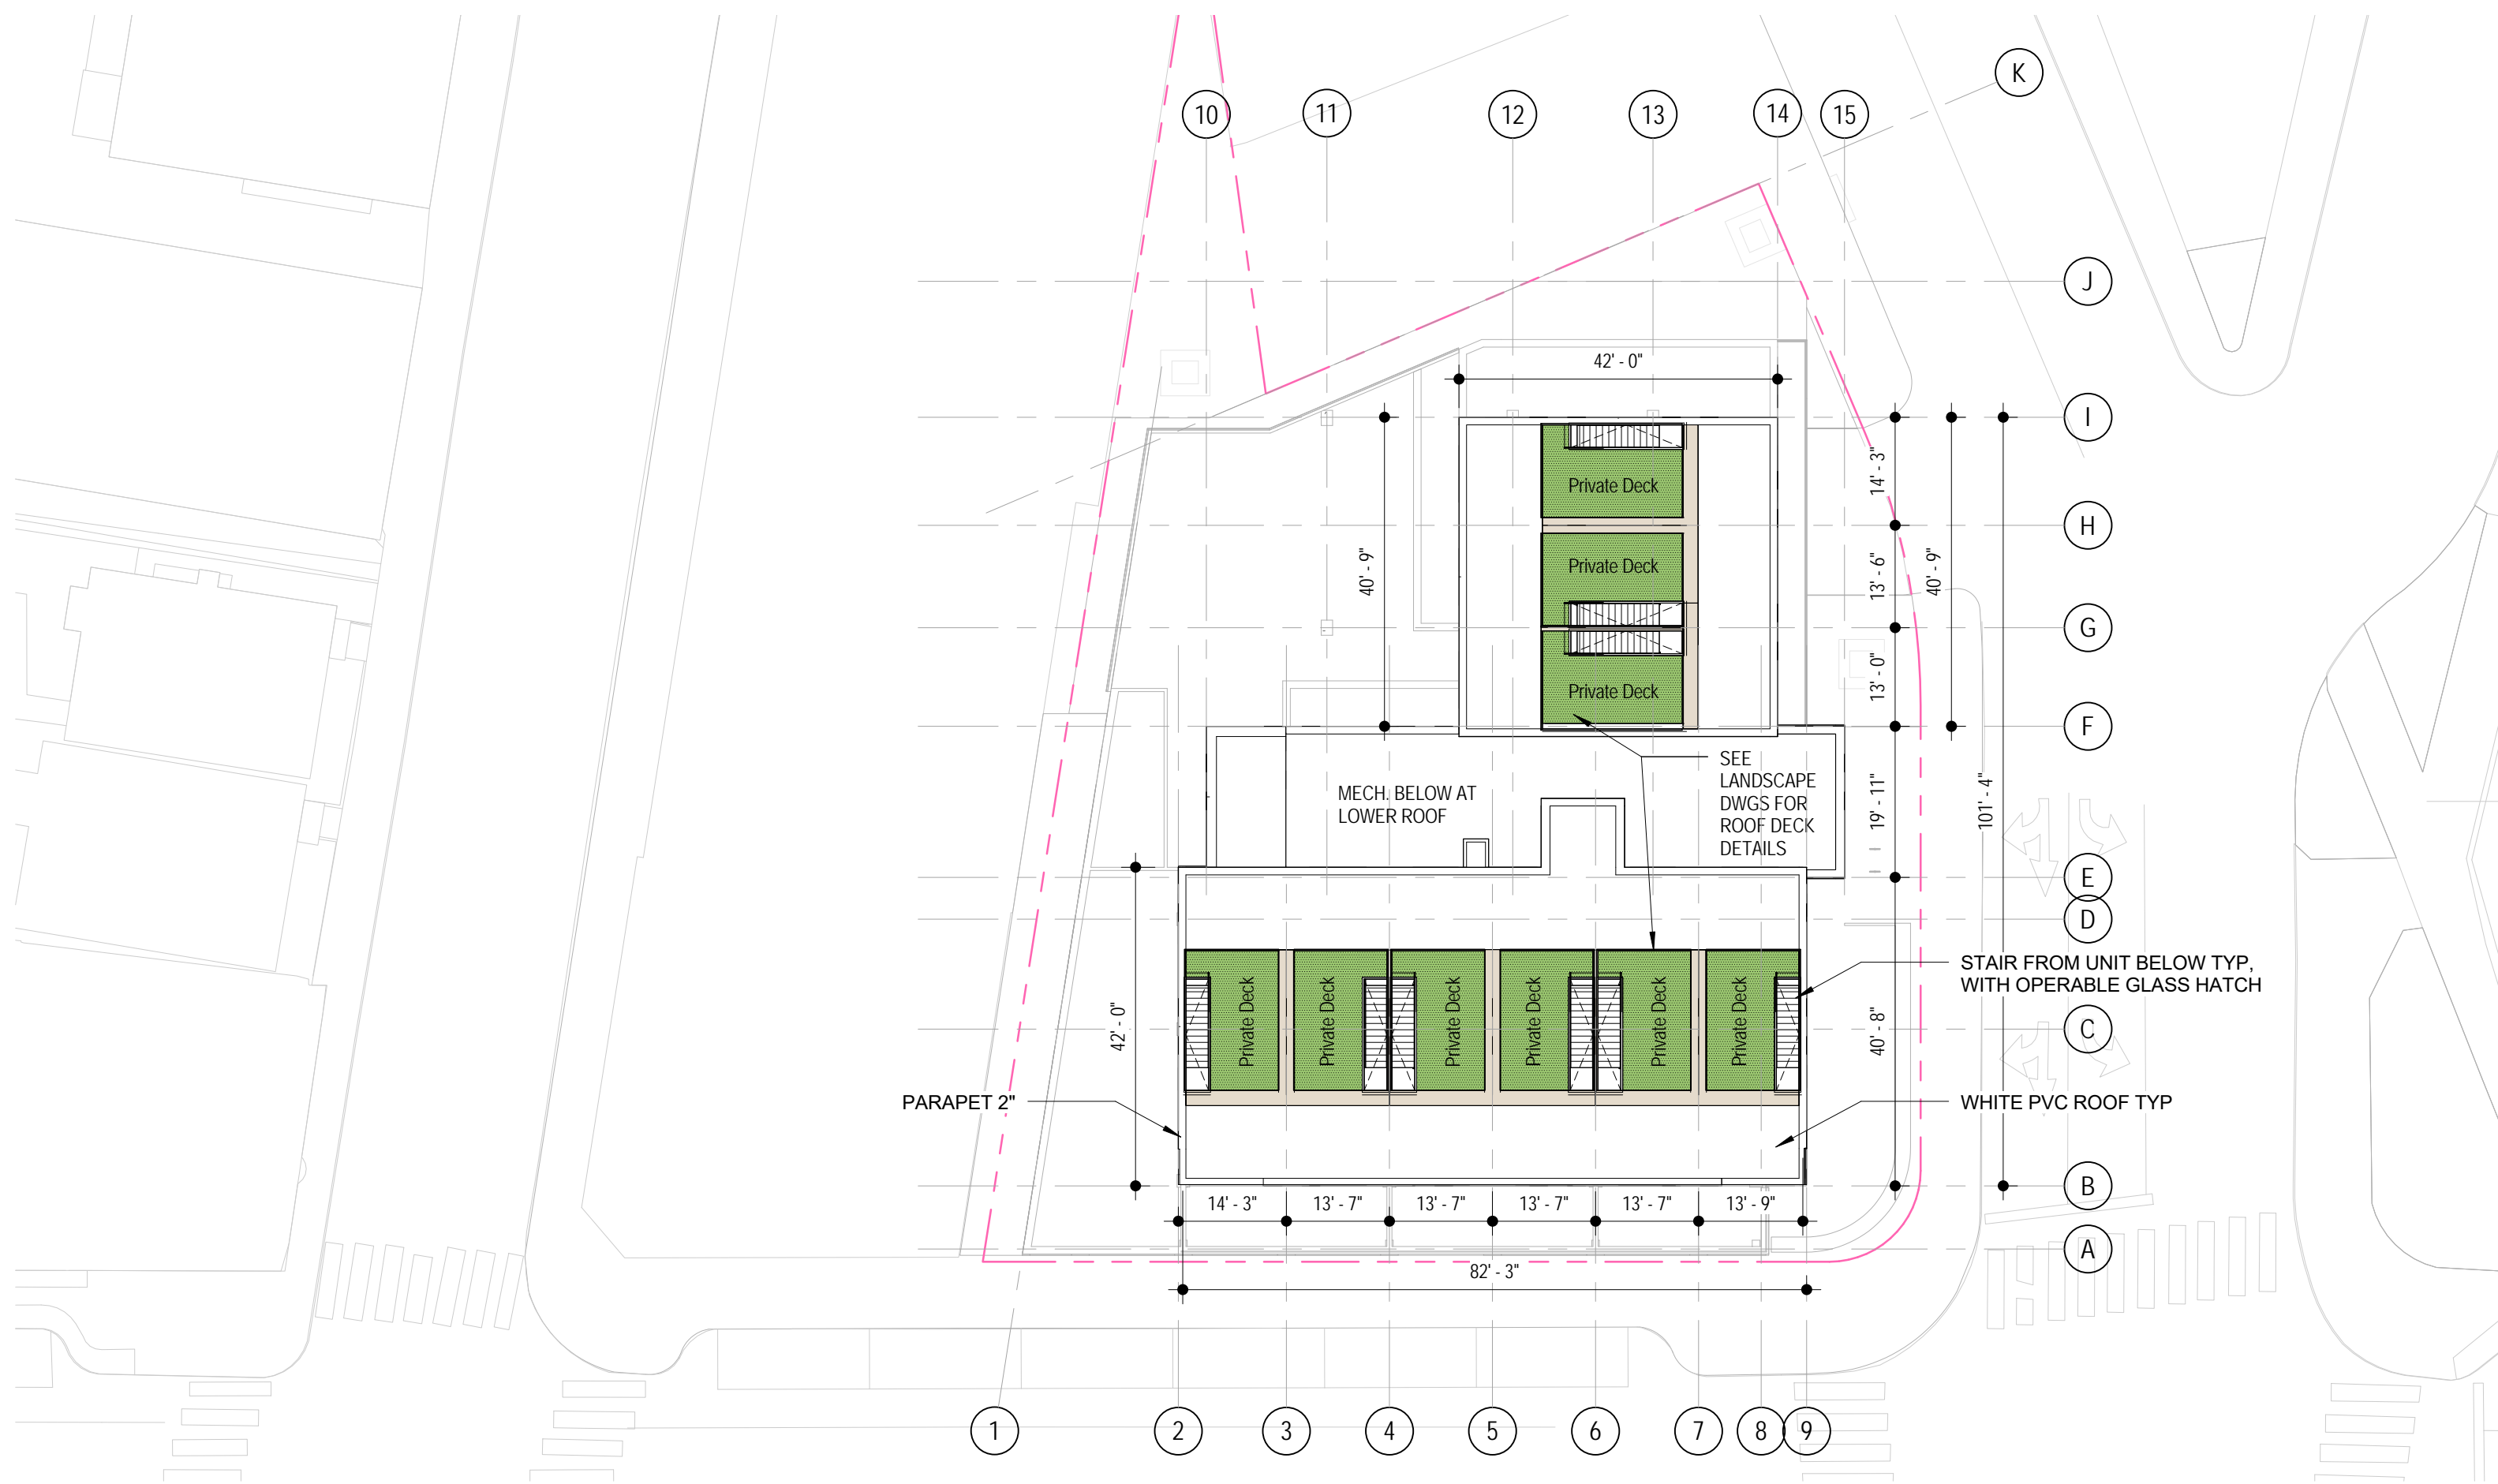 K
10
11
12
13
14
15
J
42' - 0"
I
14' - 3"
Private Deck
H
40' - 9"
13' - 6"
40' - 9"
Private Deck
G
13' - 0"
Private Deck
F
SEE
LANDSCAPE
DWGS FOR
ROOF DECK
DETAILS
MECH. BELOW AT
LOWER ROOF
19' - 11"
101' - 4"
E
D
STAIR FROM UNIT BELOW TYP,
WITH OPERABLE GLASS HATCH
42' - 0"
Private Deck
Private Deck
Private Deck
Private Deck
Private Deck
Private Deck
40' - 8"
C
PARAPET 2"
WHITE PVC ROOF TYP
B
14' - 3"
13' - 7"
13' - 7"
13' - 7"
13' - 7"
13' - 9"
A
82' - 3"
1
2
3
4
5
6
7
8
9